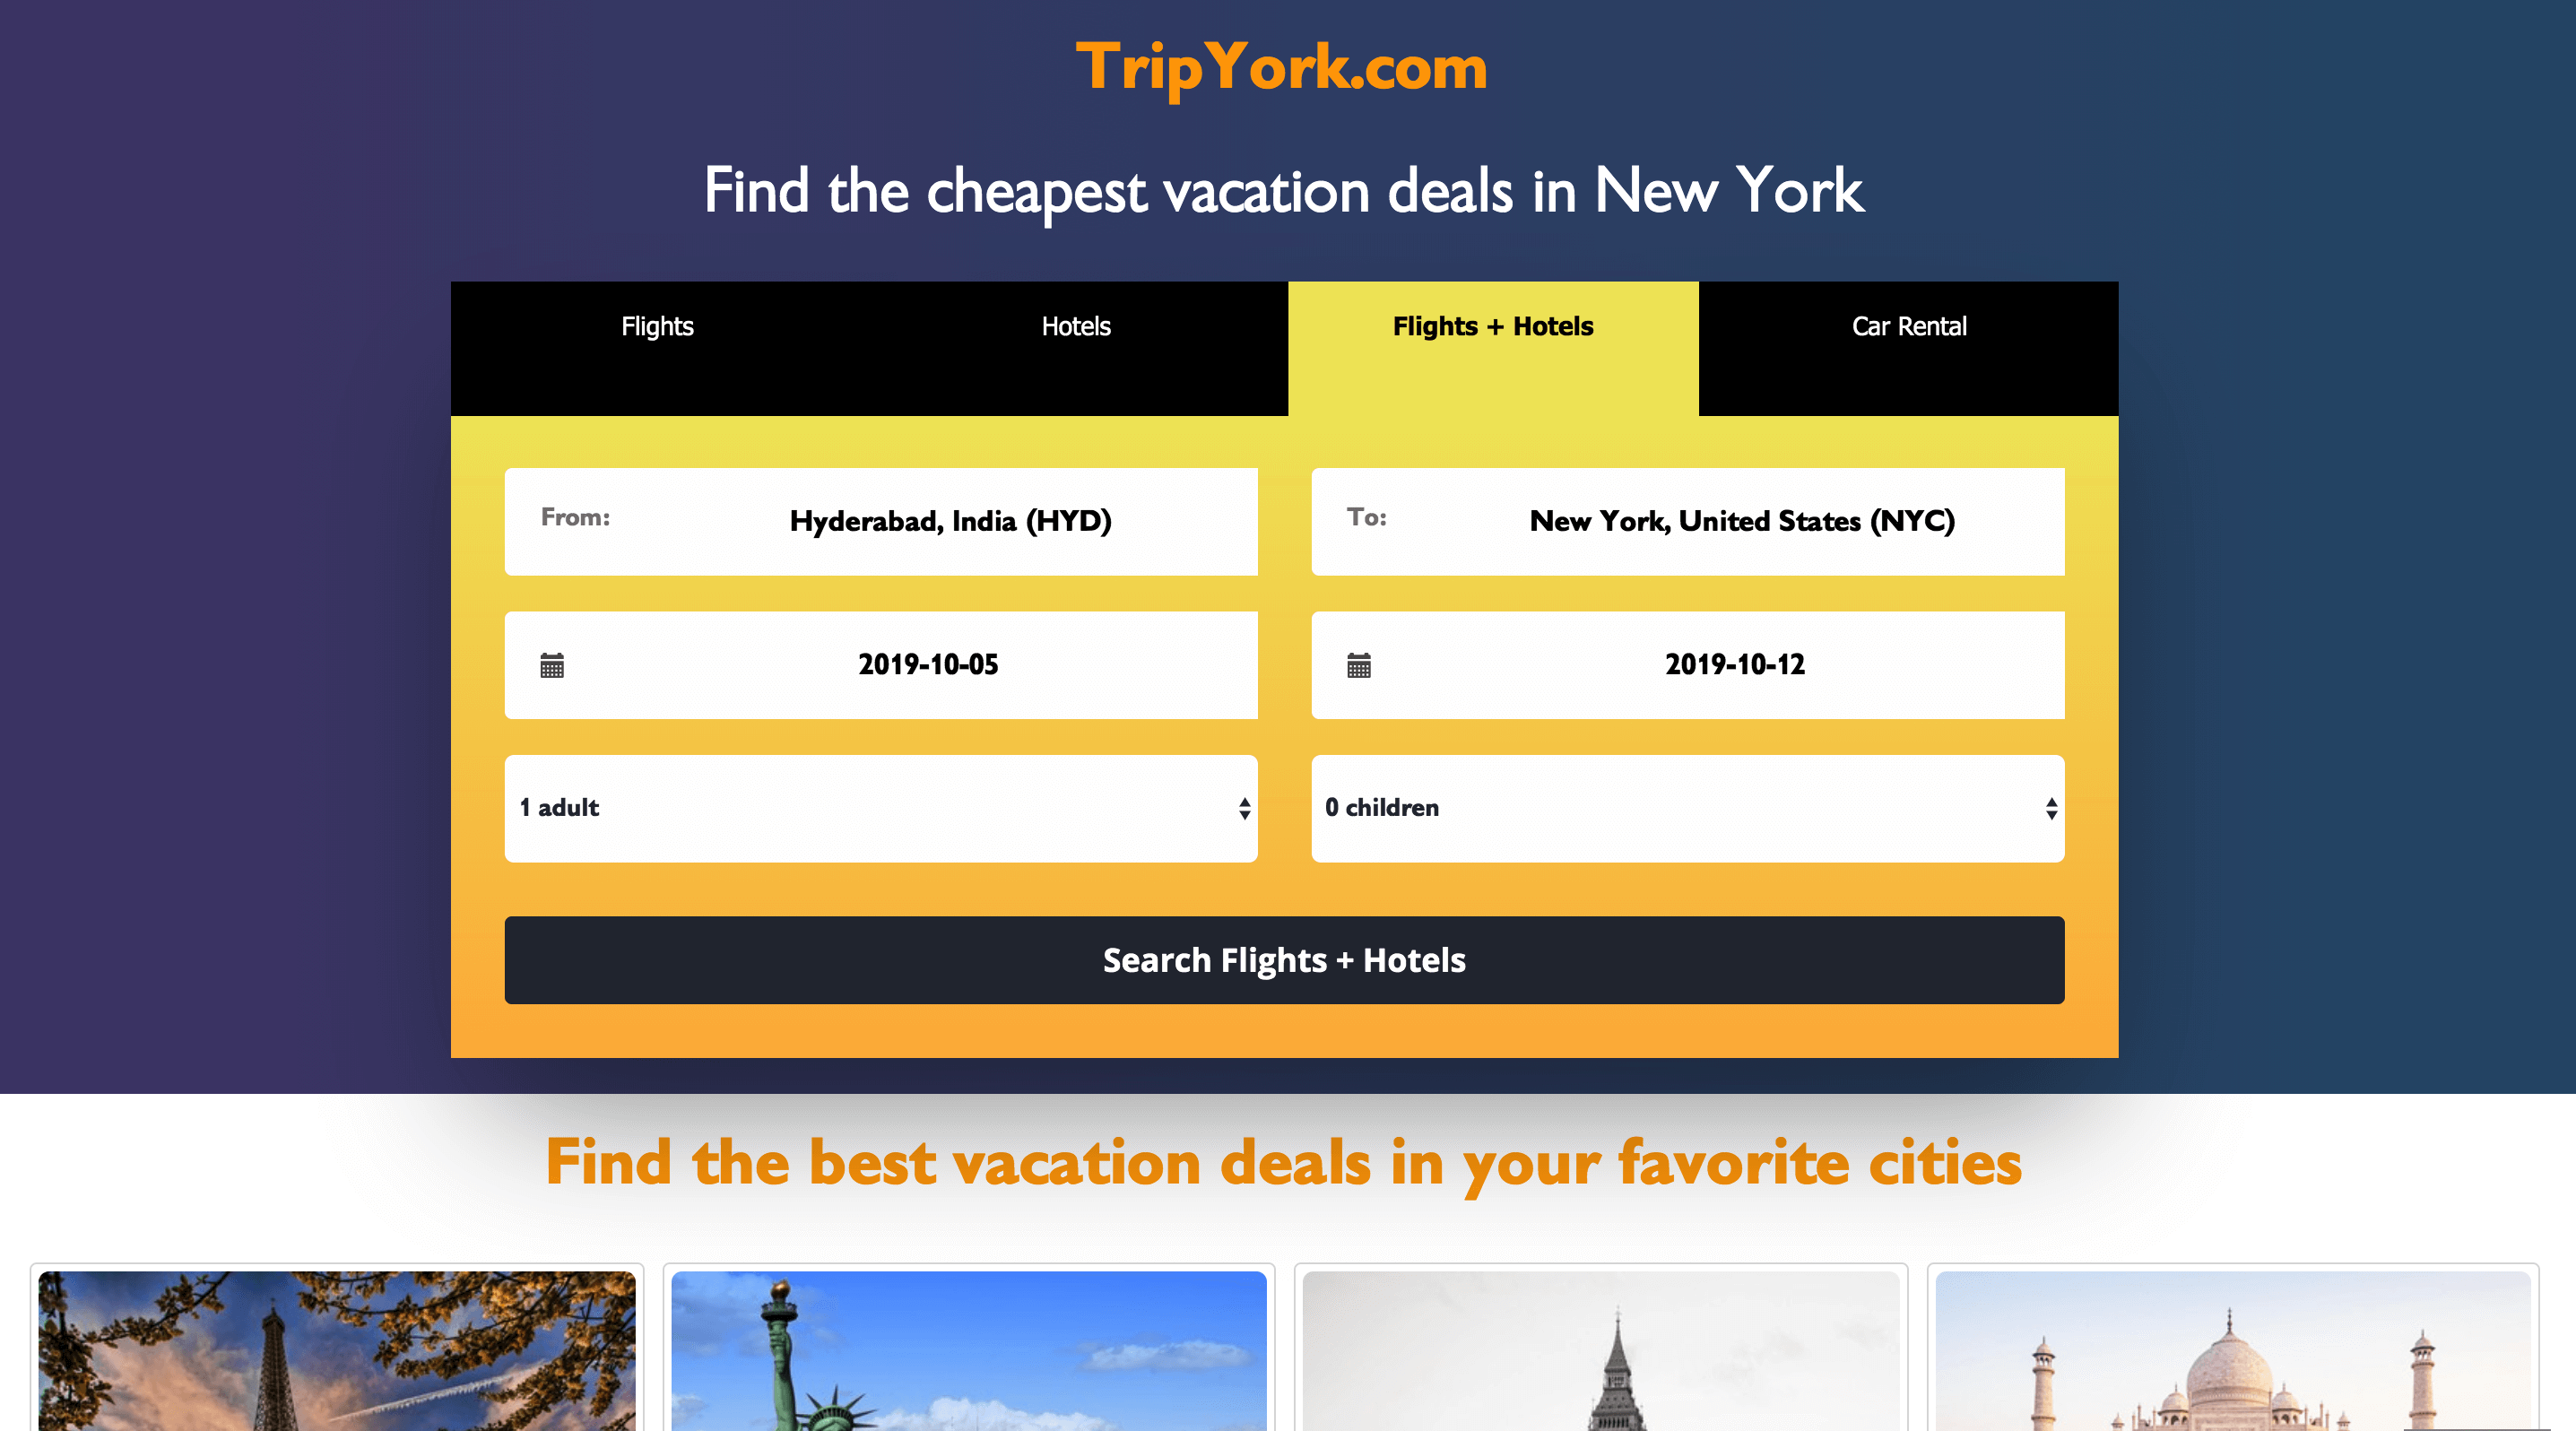 TripYork.com
Find the cheapest vacation deals in New York
Flights
Hotels
Flights + Hotels
Car Rental
From: Hyderabad, India (HYD)
To: New York, United States (NYC)
2019-10-05
2019-10-12
1 adult
0 children
Search Flights + Hotels
Find the best vacation deals in your favorite cities